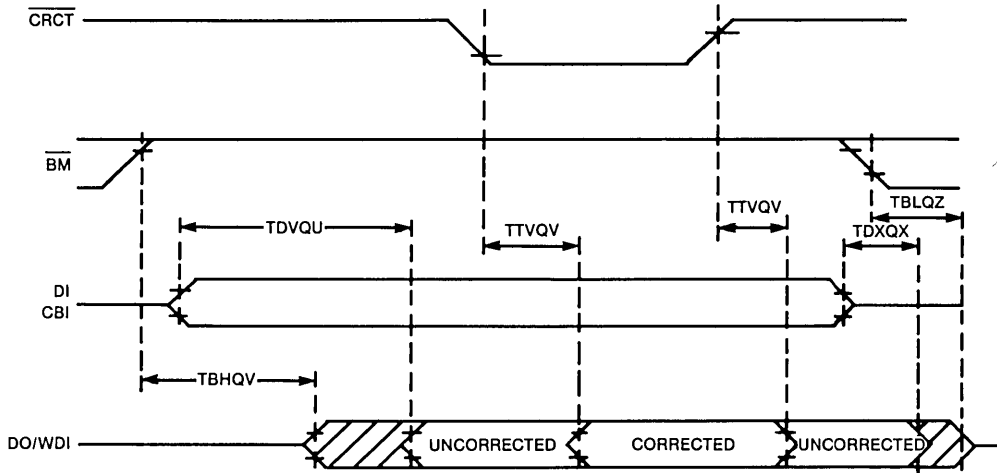 CRCT
BM
TBLQZ
TDVQU
TTVQV
TTVQV
TDXQX
DI
CBI
TBHQV
DO/WDI
UNCORRECTED
CORRECTED
UNCORRECTED